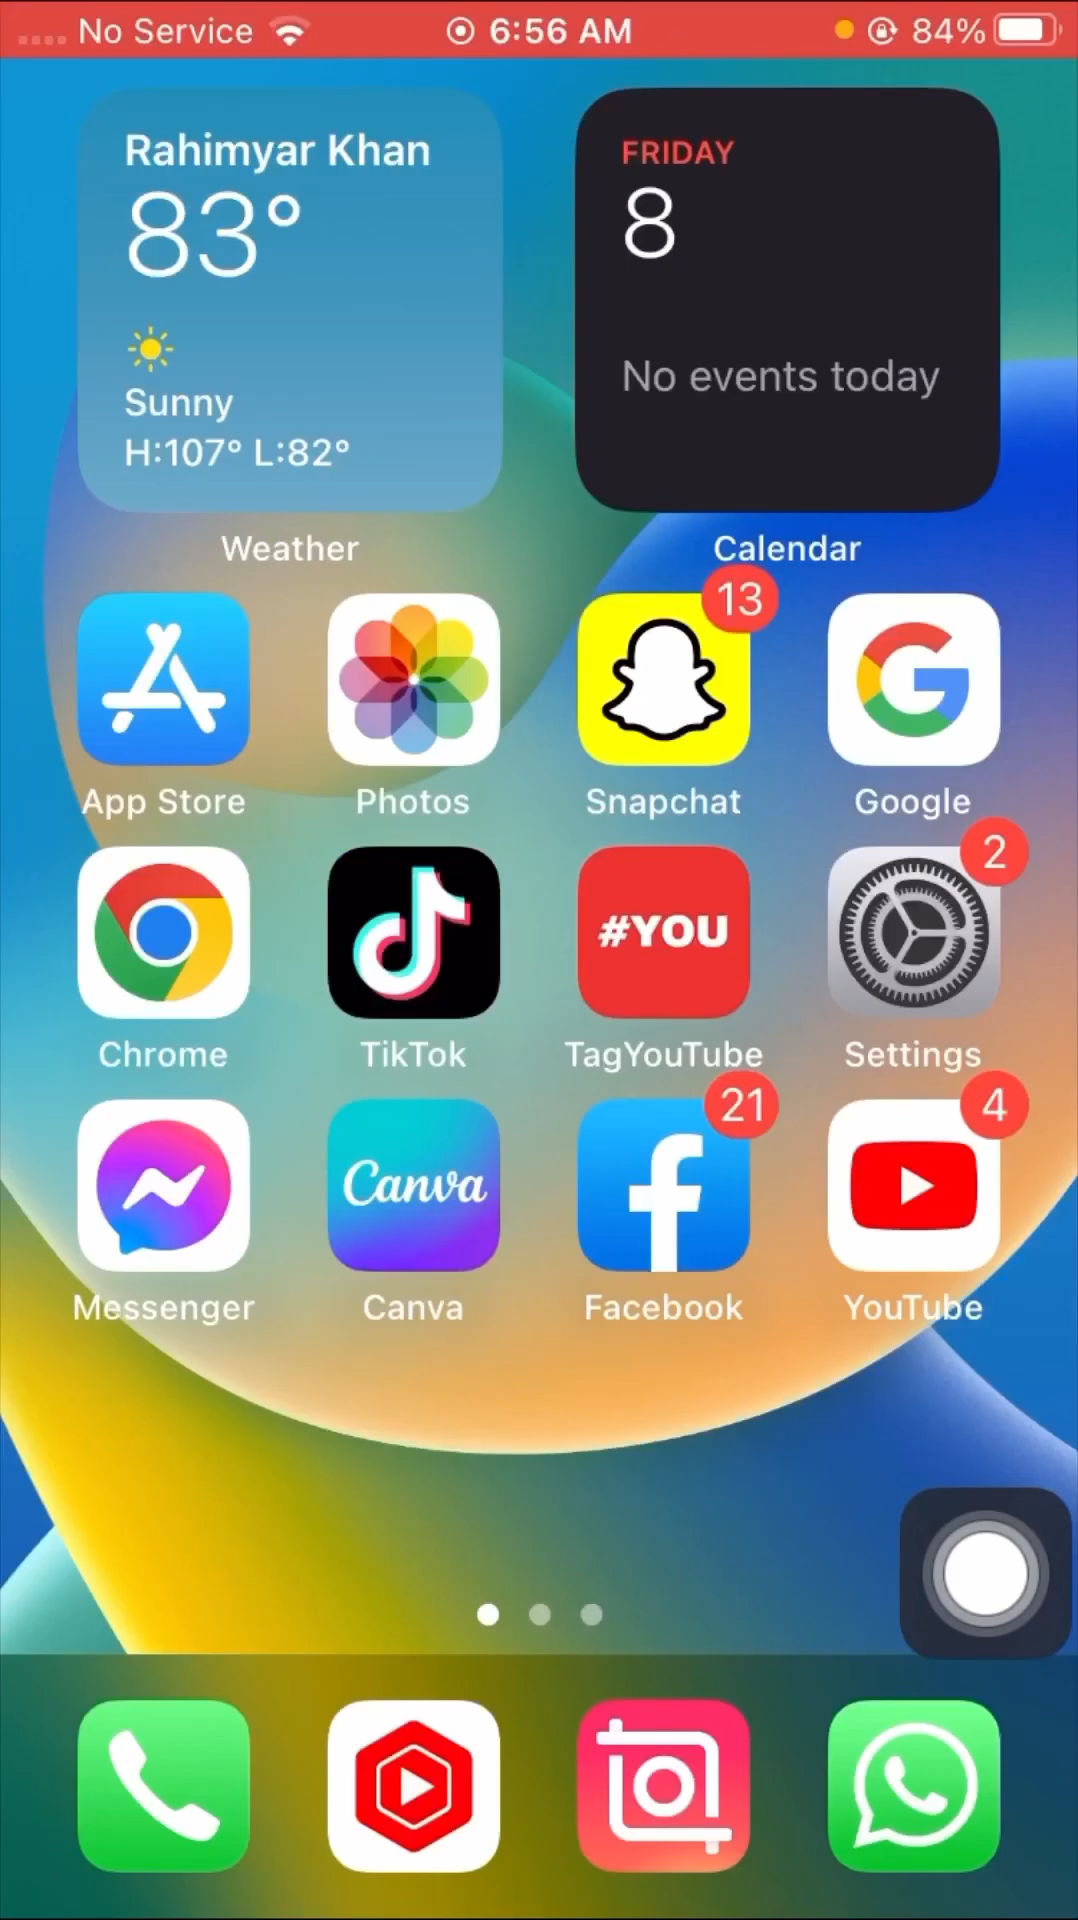 No Service 6:56 AM 84%
Rahimyar Khan
83°
Sunny
H:107° L:82°
Weather
FRIDAY
8
No events today
Calendar
13
App Store Photos Snapchat Google
#YOU 2
Chrome TikTok TagYouTube Settings
Canva 21 4
Messenger Canva Facebook YouTube